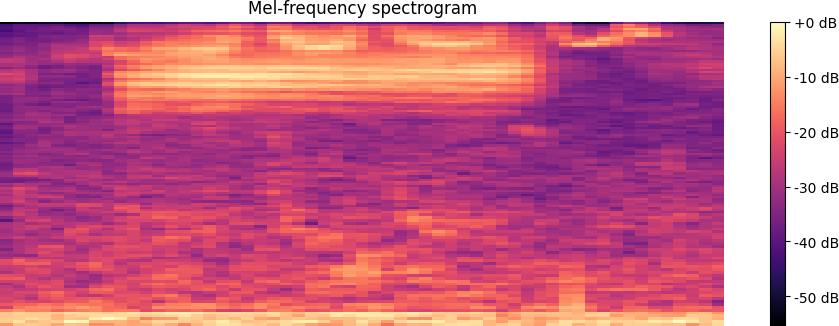 Mel-frequency spectrogram
+0 dB
-10 dB
-20 dB
-30 dB
-40 dB
-50 dB